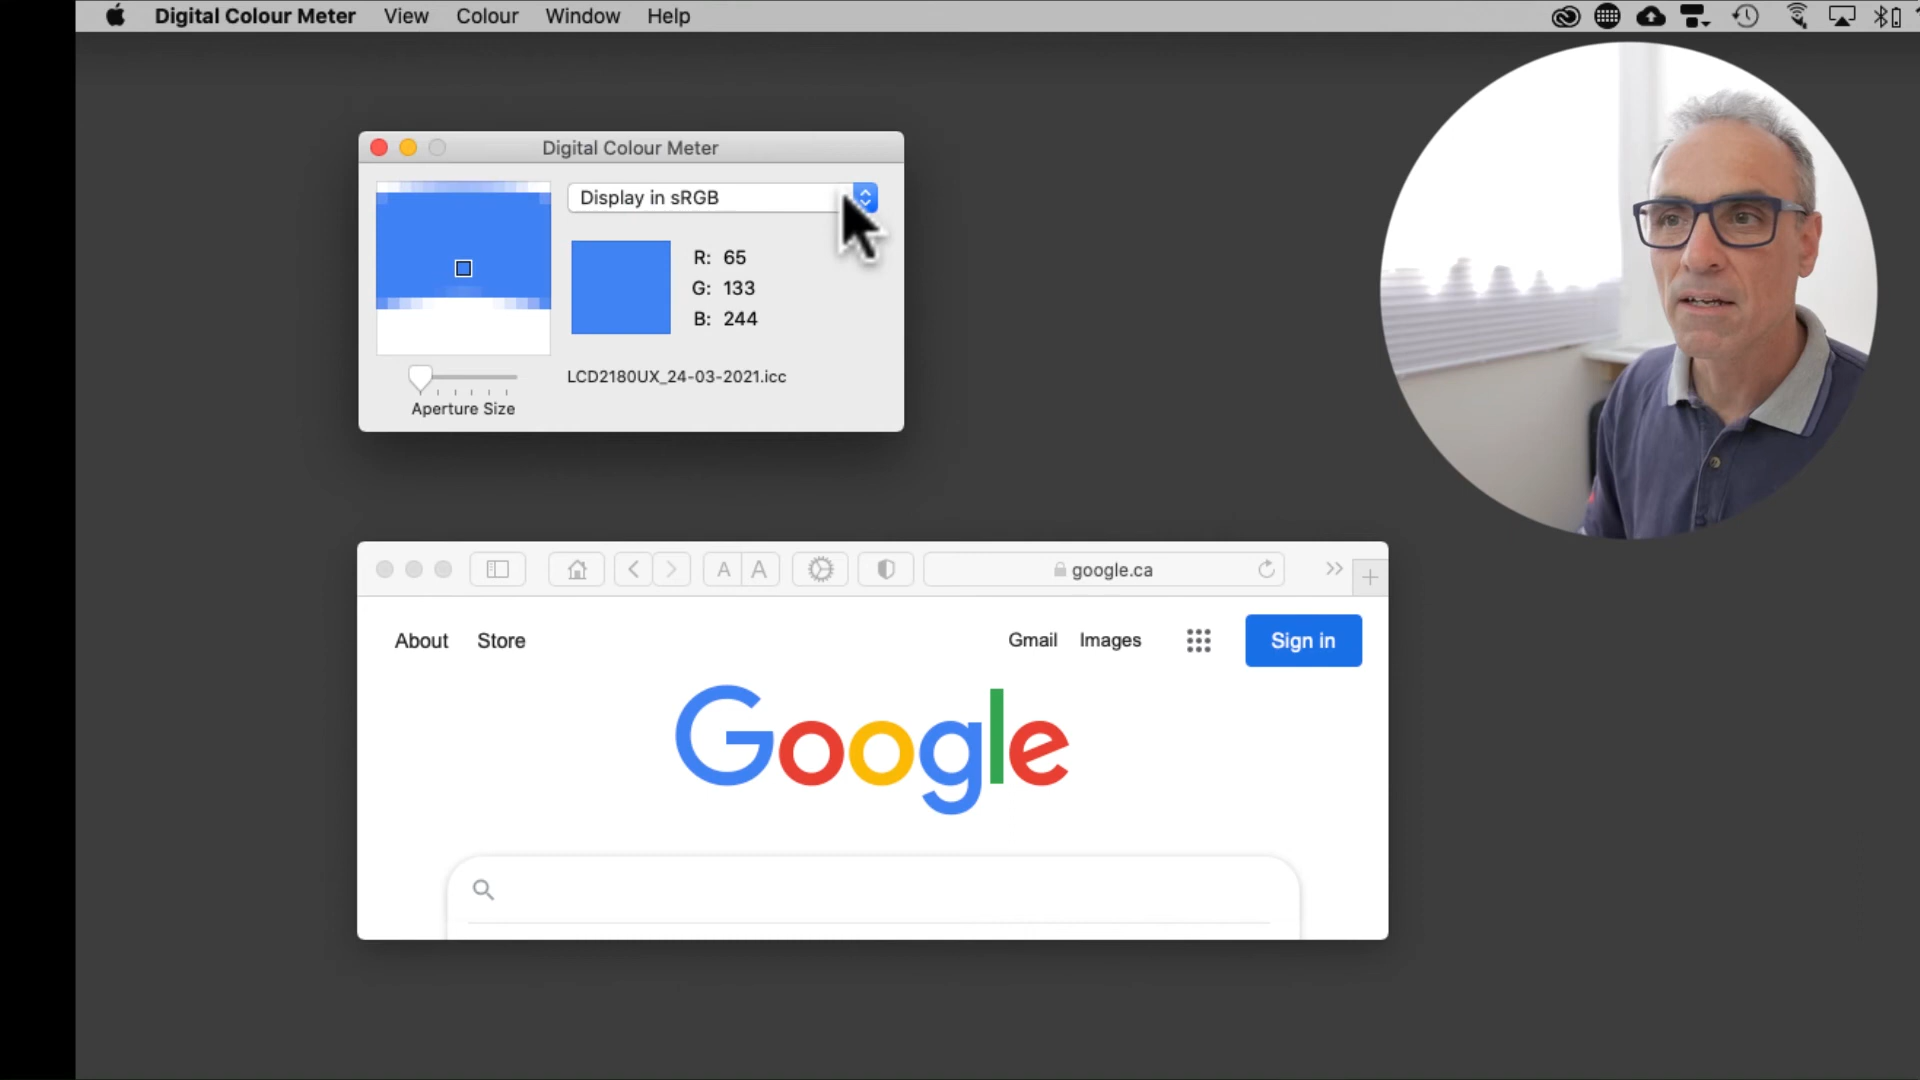 Digital Colour Meter View Colour Window Help
Digital Colour Meter
Display in sRGB
R: 65
G: 133
B: 244
LCD2180UX_24-03-2021.icc
Aperture Size
A A google.ca
About Store Gmail Images Sign in
Google